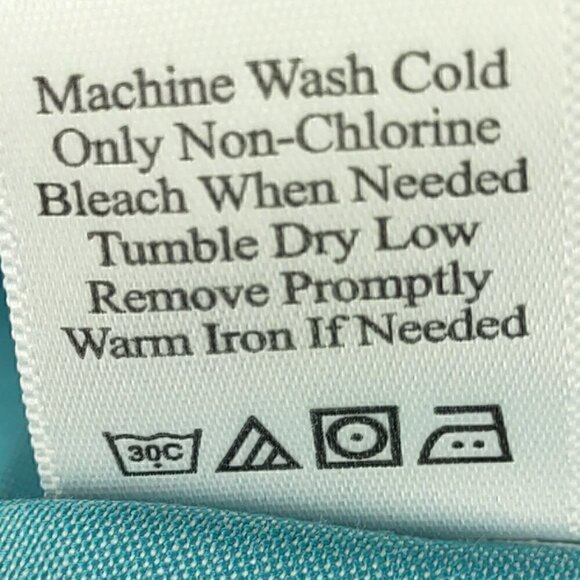 Machine Wash Cold
Only Non-Chlorine
Bleach When Needed
Tumble Dry Low
Remove Promptly
Warm Iron If Needed
30C